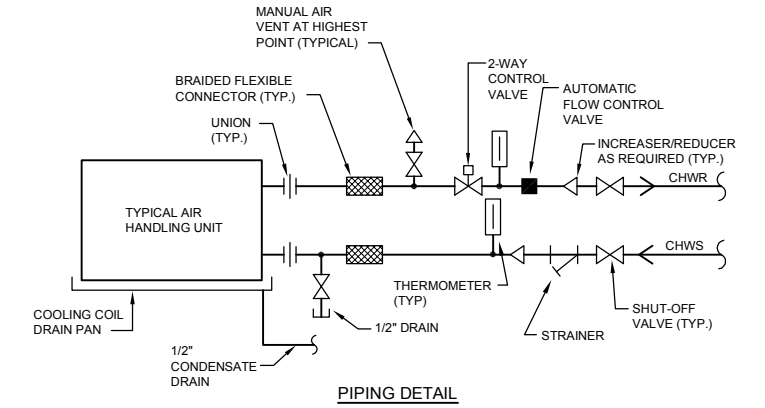 MANUAL AIR
VENT AT HIGHEST
POINT (TYPICAL)
2-WAY
CONTROL
VALVE
BRAIDED FLEXIBLE
CONNECTOR (TYP.)
AUTOMATIC
FLOW CONTROL
VALVE
UNION
(TYP.)
INCREASER/REDUCER
AS REQUIRED (TYP.)
CHWR
TYPICAL AIR
HANDLING UNIT
CHWS
THERMOMETER
(TYP)
COOLING COIL
DRAIN PAN
1/2" DRAIN
STRAINER
SHUT-OFF
VALVE (TYP.)
1/2"
CONDENSATE
DRAIN
PIPING DETAIL